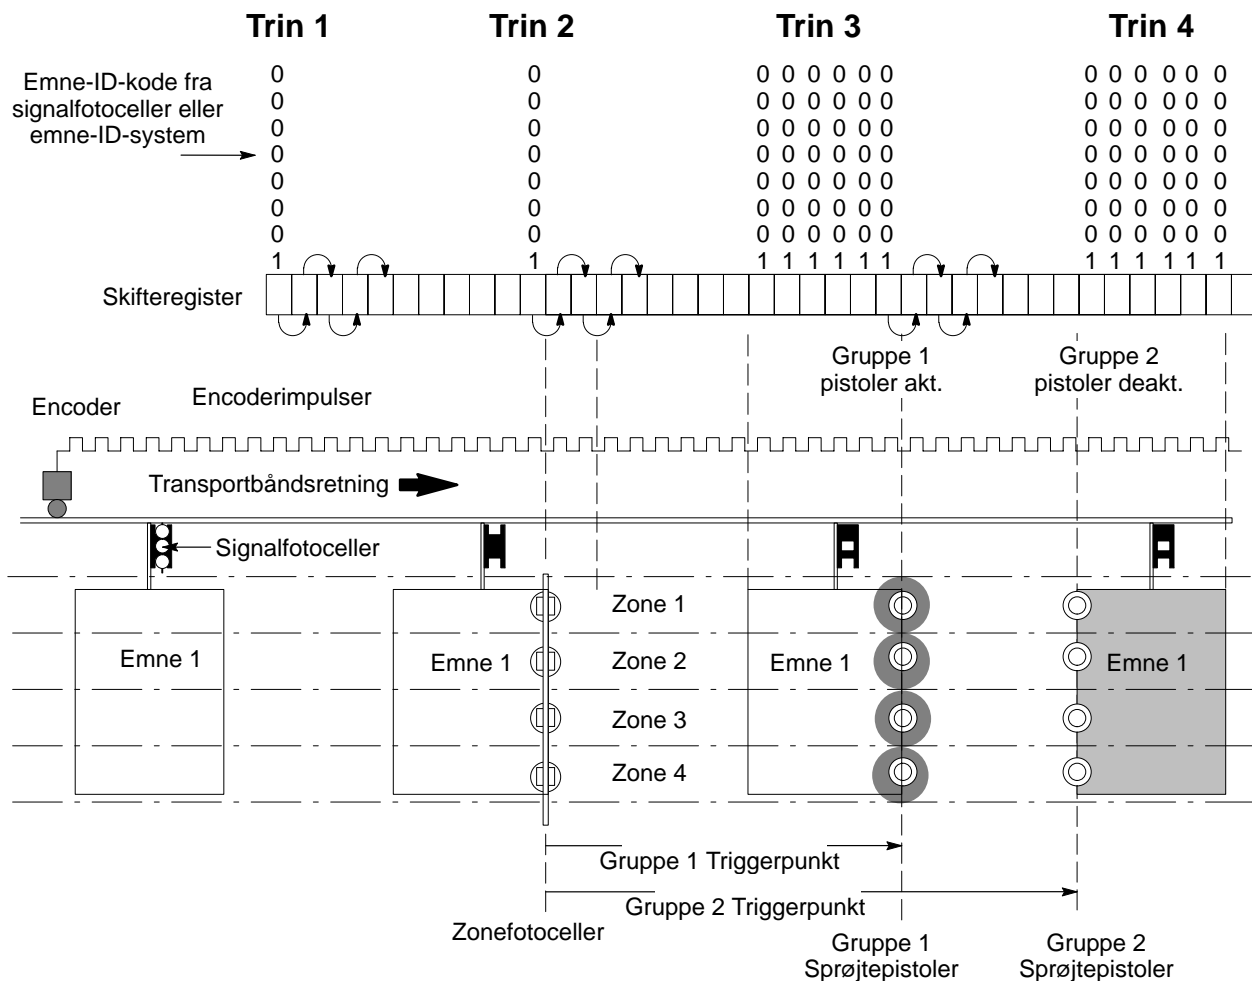 Trin 1 Trin 2 Trin 3 Trin 4
Emne-ID-kode fra
signalfotoceller eller
emne-ID-system
0 0 0 0 0 0 0 0 0 0 0 0 0 0
0 0 0 0 0 0 0 0 0 0 0 0 0 0
0 0 0 0 0 0 0 0 0 0 0 0 0 0
0 0 0 0 0 0 0 0 0 0 0 0 0 0
0 0 0 0 0 0 0 0 0 0 0 0 0 0
0 0 0 0 0 0 0 0 0 0 0 0 0 0
0 0 0 0 0 0 0 0 0 0 0 0 0 0
1 1 1 1 1 1 1 1 1 1 1 1 1 1
Skifteregister
Gruppe 1
pistoler akt.
Gruppe 2
pistoler deakt.
Encoder
Encoderimpulser
Transportbåndsretning
Signalfotoceller
Emne 1
Emne 1
Zone 1
Zone 2
Zone 3
Zone 4
Emne 1
Emne 1
Gruppe 1 Triggerpunkt
Gruppe 2 Triggerpunkt
Zonefotoceller
Gruppe 1
Sprøjtepistoler
Gruppe 2
Sprøjtepistoler